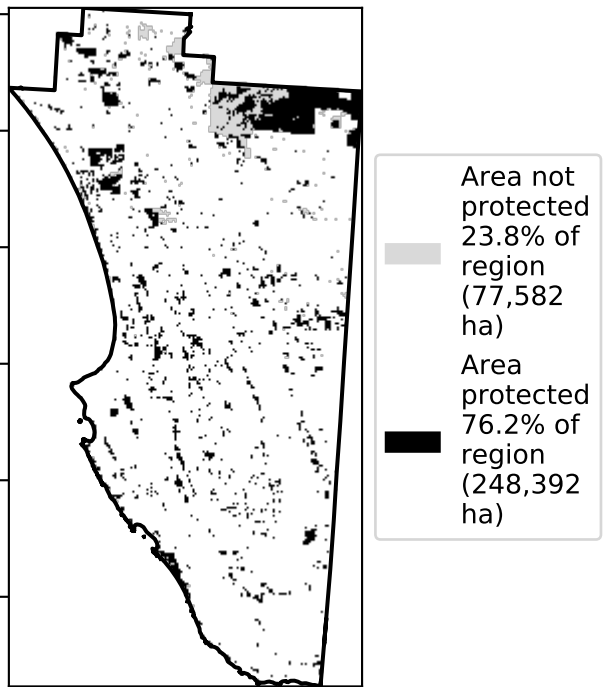 Area not
protected
23.8% of
region
(77,582
ha)
Area
protected
76.2% of
region
(248,392
ha)